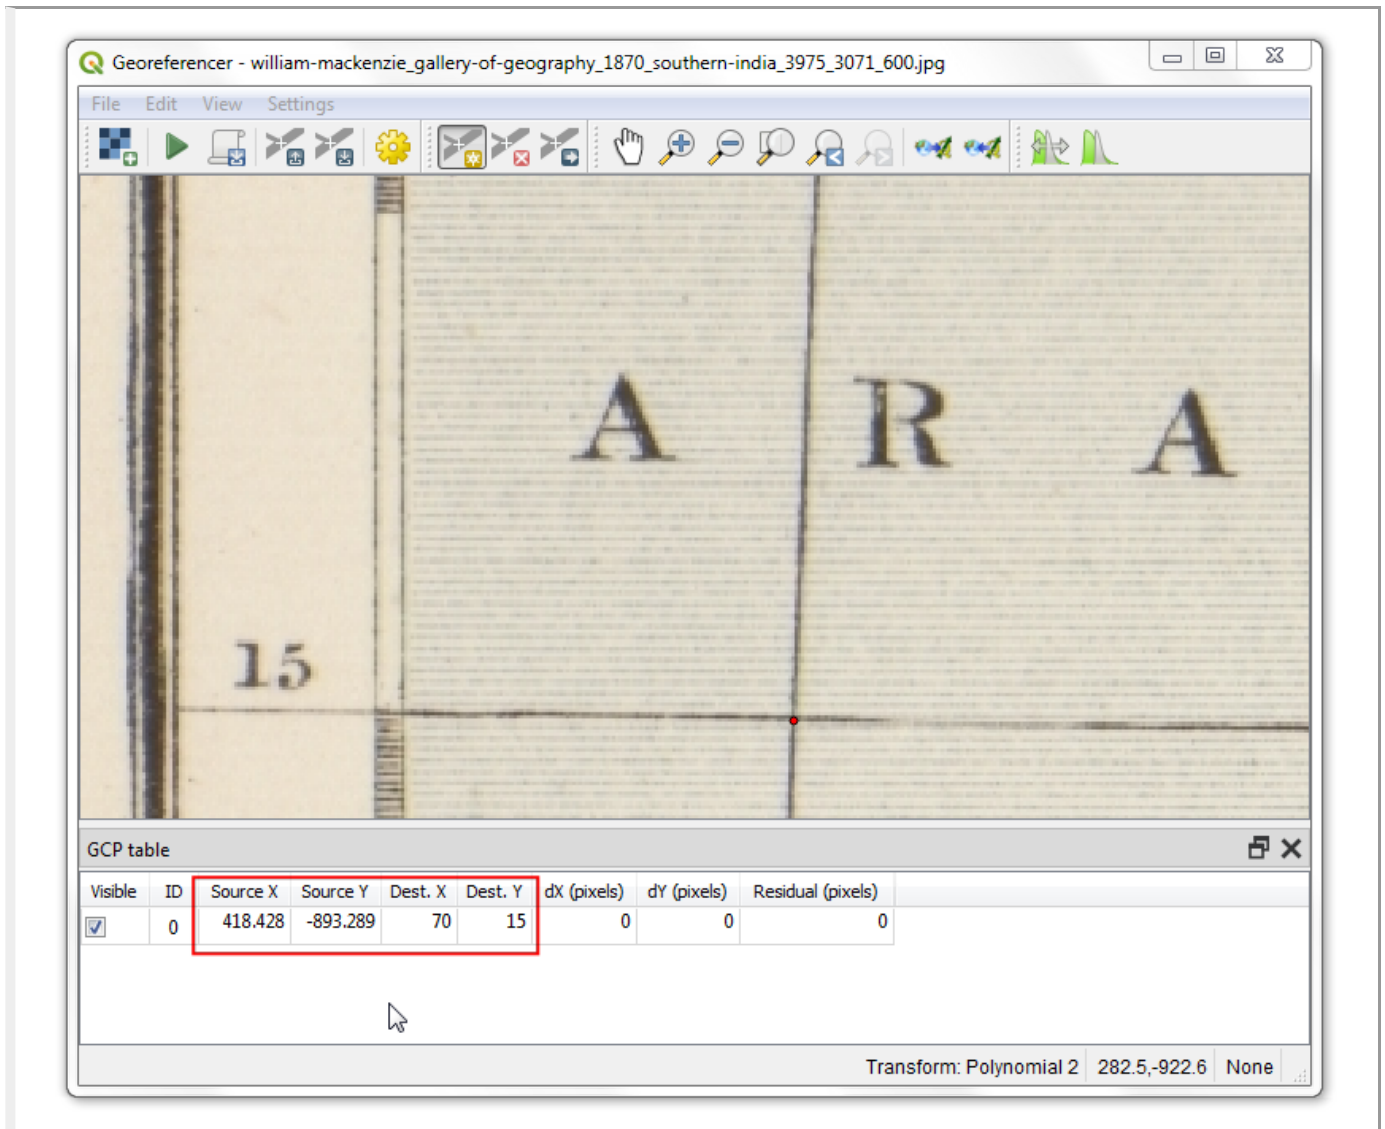 Georeferencer - william-mackenzie_gallery-of-geography_1870_southern-india_3975_3071_600.jpg
File Edit View Settings
A R A
15
GCP table
Visible ID Source X Source Y Dest. X Dest. Y dX (pixels) dY (pixels) Residual (pixels)
0 418.428 -893.289 70 15 0 0 0
Transform: Polynomial 2 282.5,-922.6 None